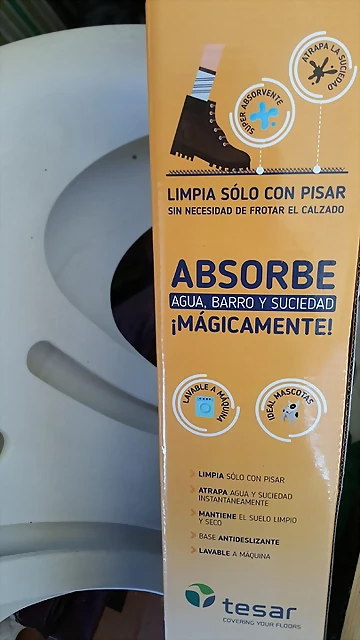 ATRAPA LA SUCIEDAD
SUPER ABSORVENTE
LIMPIA SÓLO CON PISAR
SIN NECESIDAD DE FROTAR EL CALZADO
ABSORBE
AGUA, BARRO Y SUCIEDAD
¡MÁGICAMENTE!
LAVABLE A MÁQUINA
IDEAL MASCOTAS
LIMPIA SÓLO CON PISAR
ATRAPA AGUA Y SUCIEDAD
INSTANTÁNEAMENTE
MANTIENE EL SUELO LIMPIO
Y SECO
BASE ANTIDESLIZANTE
LAVABLE A MÁQUINA
tesar
COVERING YOUR FLOORS